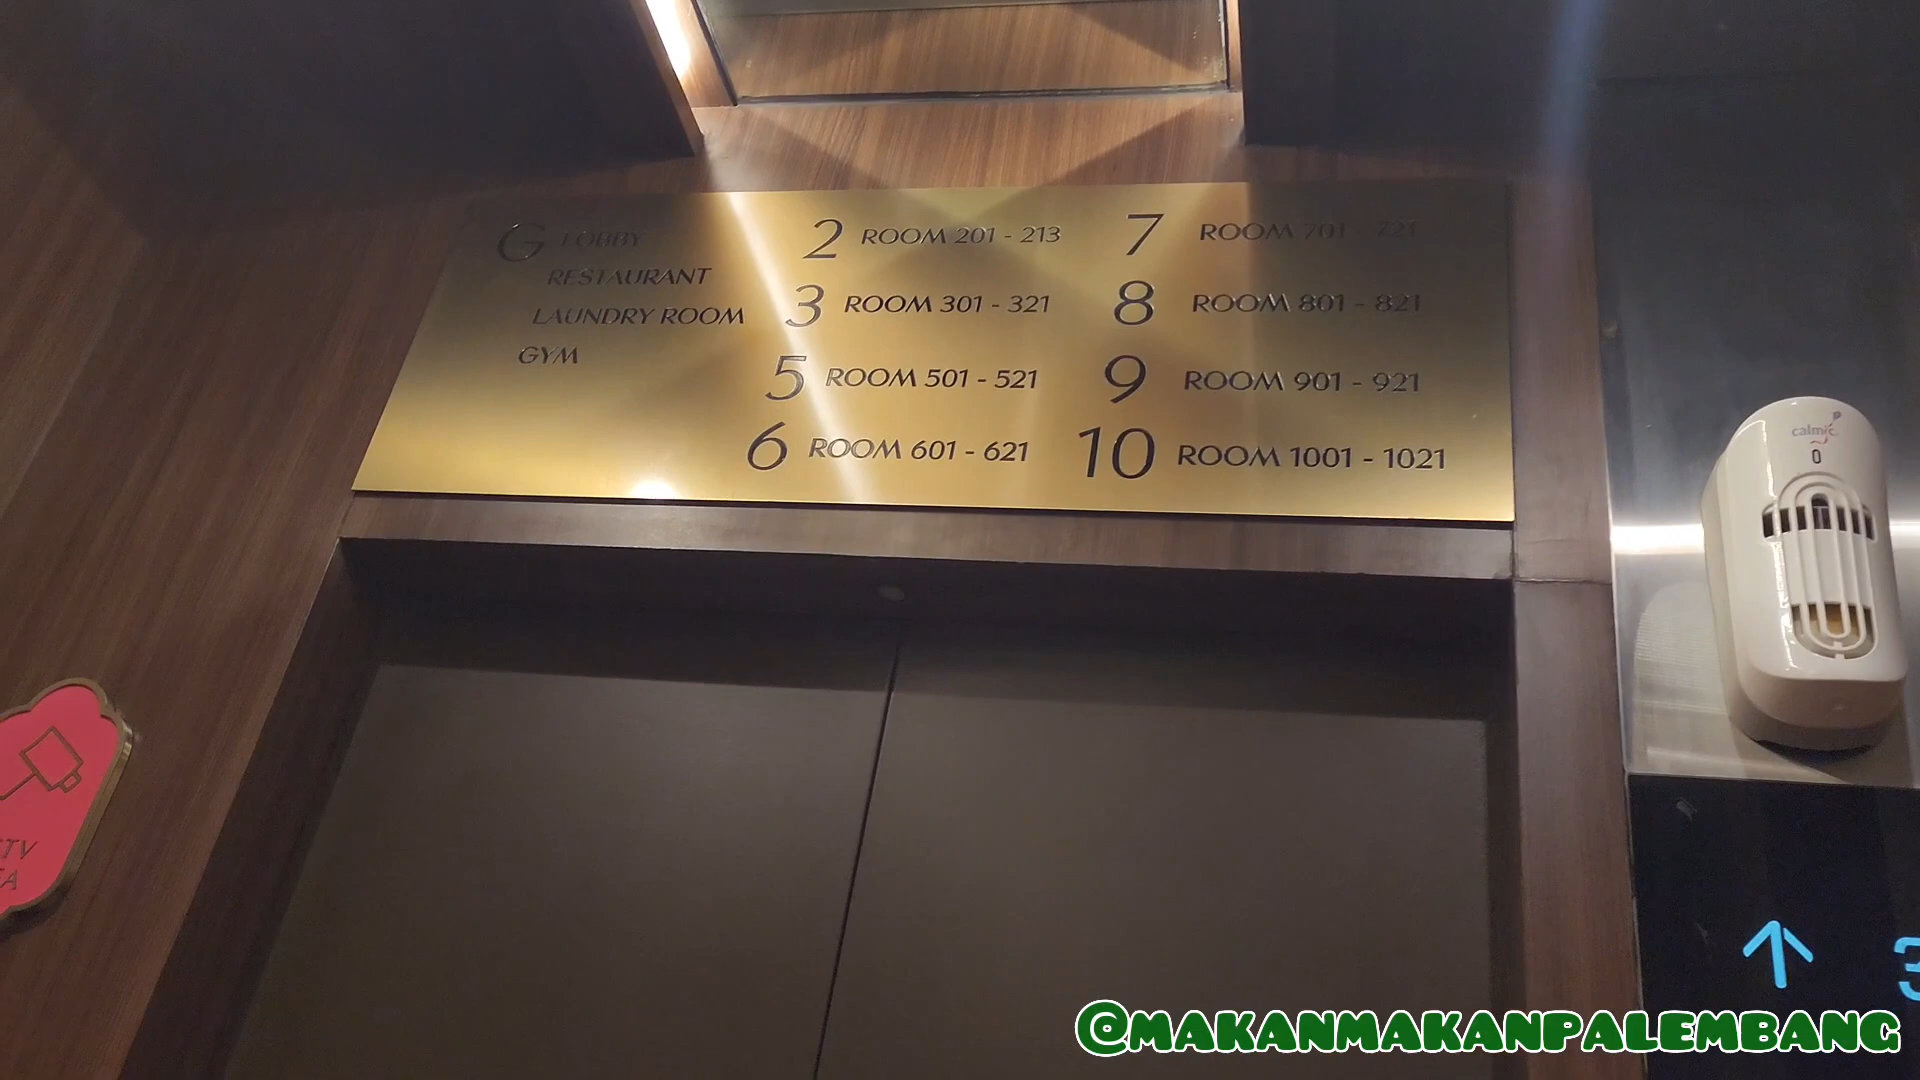 G LOBBY
RESTAURANT
LAUNDRY ROOM
GYM
2 ROOM 201 - 213
3 ROOM 301 - 321
5 ROOM 501 - 521
6 ROOM 601 - 621
7 ROOM 701 - 721
8 ROOM 801 - 821
9 ROOM 901 - 921
10 ROOM 1001 - 1021
calmic
0
3
@MAKANMAKANPALEMBANG